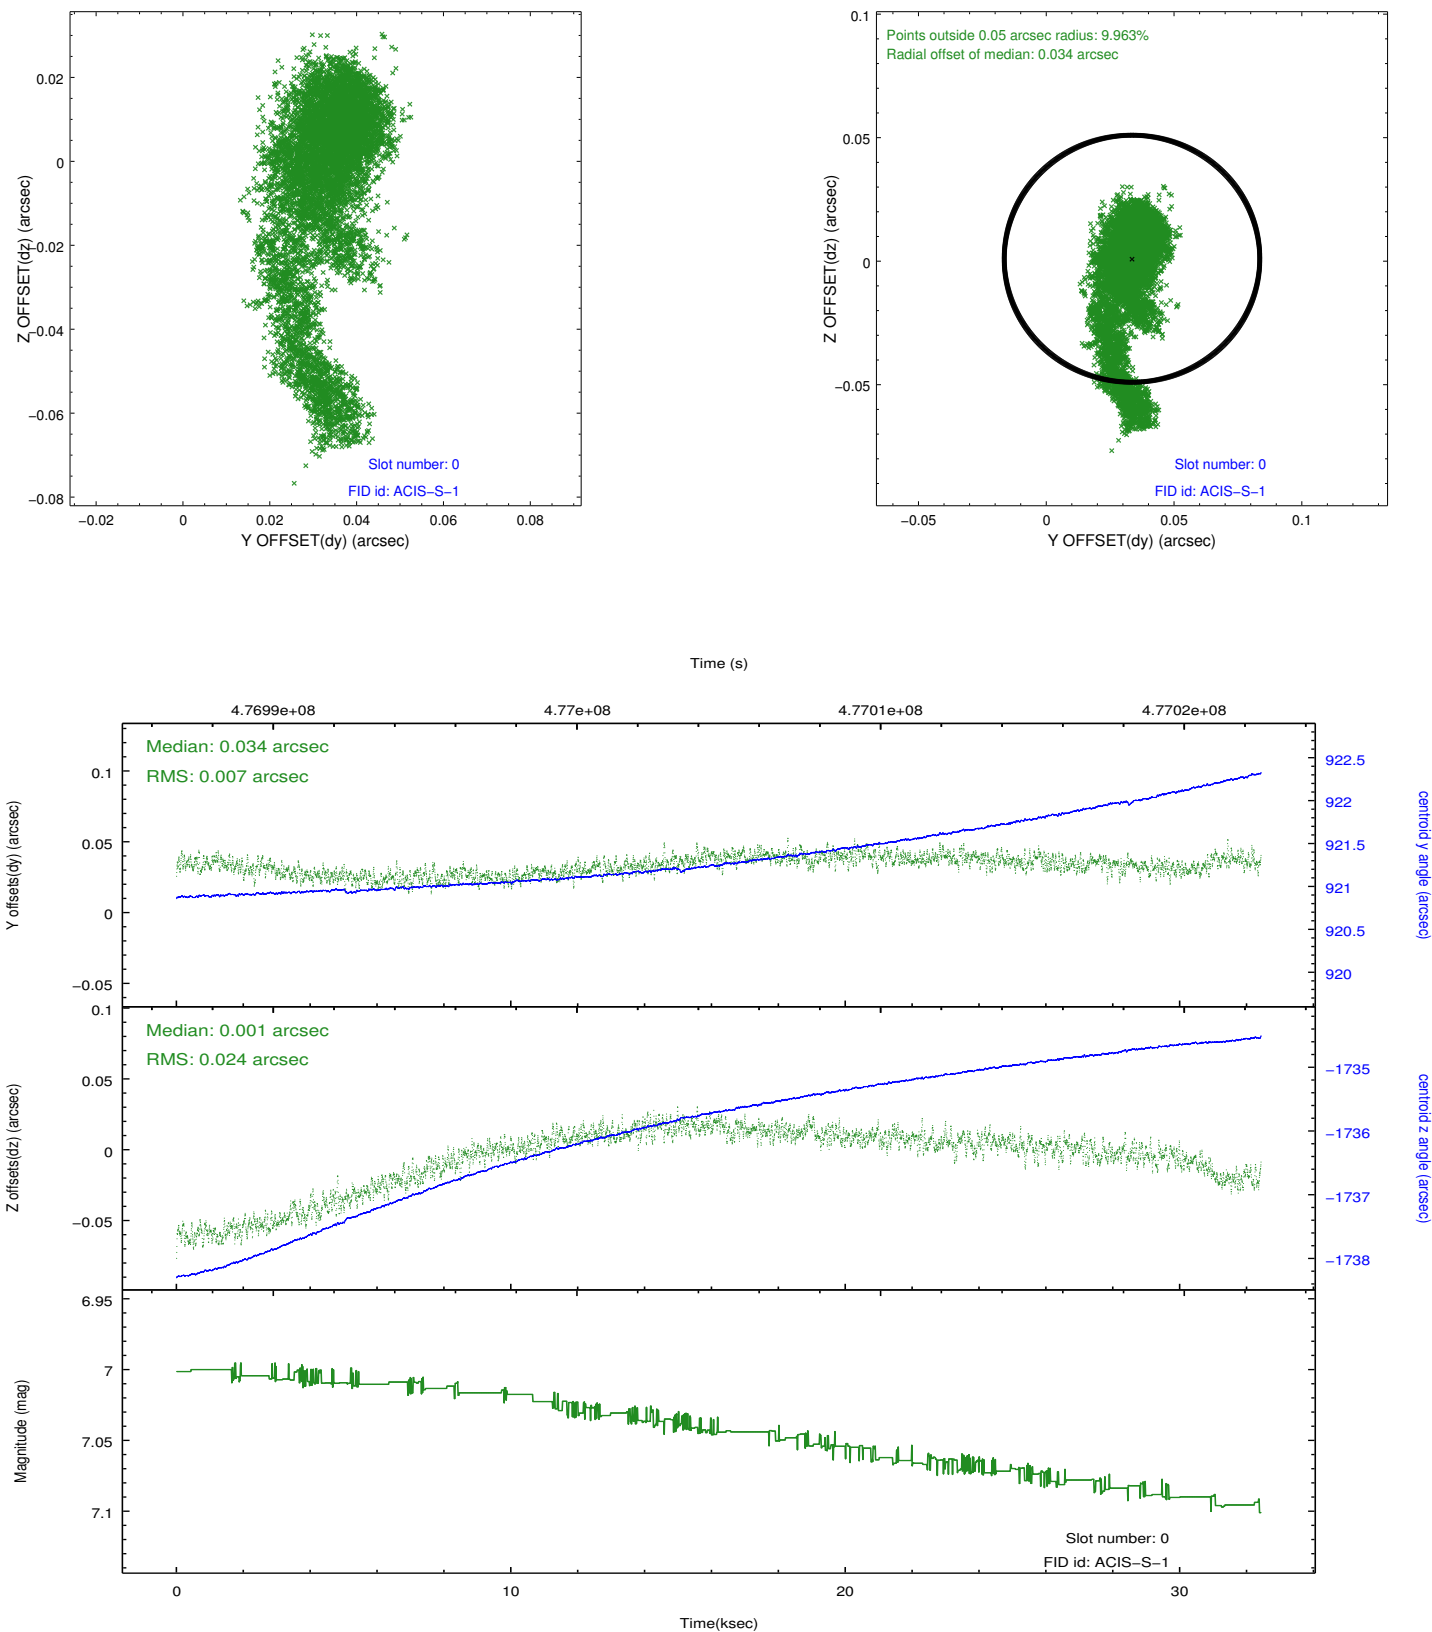 0.02
0
−0.02
−0.04
−0.06
−0.08
Z OFFSET(dz) (arcsec)
Slot number: 0
FID id: ACIS−S−1
−0.02
0
0.02
0.04
0.06
0.08
Y OFFSET(dy) (arcsec)
0.1
0.05
0
−0.05
Z OFFSET(dz) (arcsec)
Points outside 0.05 arcsec radius: 9.963%
Radial offset of median: 0.034 arcsec
Slot number: 0
FID id: ACIS−S−1
−0.05
0
0.05
0.1
Y OFFSET(dy) (arcsec)
Time (s)
4.7699e+08
4.77e+08
4.7701e+08
4.7702e+08
Median: 0.034 arcsec
RMS: 0.007 arcsec
0.1
0.05
0
−0.05
Y offsets(dy) (arcsec)
922.5
922
921.5
921
920.5
920
centroid y angle (arcsec)
Median: 0.001 arcsec
RMS: 0.024 arcsec
0.1
0.05
0
−0.05
Z offsets(dz) (arcsec)
−1735
−1736
−1737
−1738
centroid z angle (arcsec)
6.95
7
7.05
7.1
Magnitude (mag)
Slot number: 0
FID id: ACIS−S−1
0
10
20
30
Time(ksec)